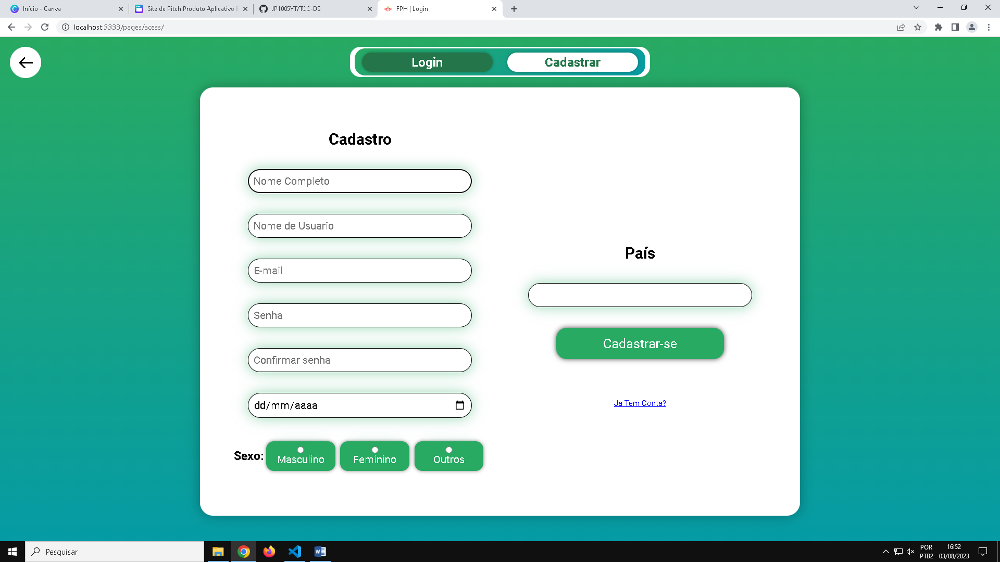 Início - Canva
Site de Pitch Produto Aplicativo
JP1005YT/TCC-DS
FPH | Login
localhost:3333/pages/acess/
Login
Cadastrar
Cadastro
Nome Completo
Nome de Usuario
E-mail
Senha
Confirmar senha
dd/mm/aaaa
Sexo:
Masculino
Feminino
Outros
País
Cadastrar-se
Ja Tem Conta?
Pesquisar
POR
PTB2
16:52
03/08/2023